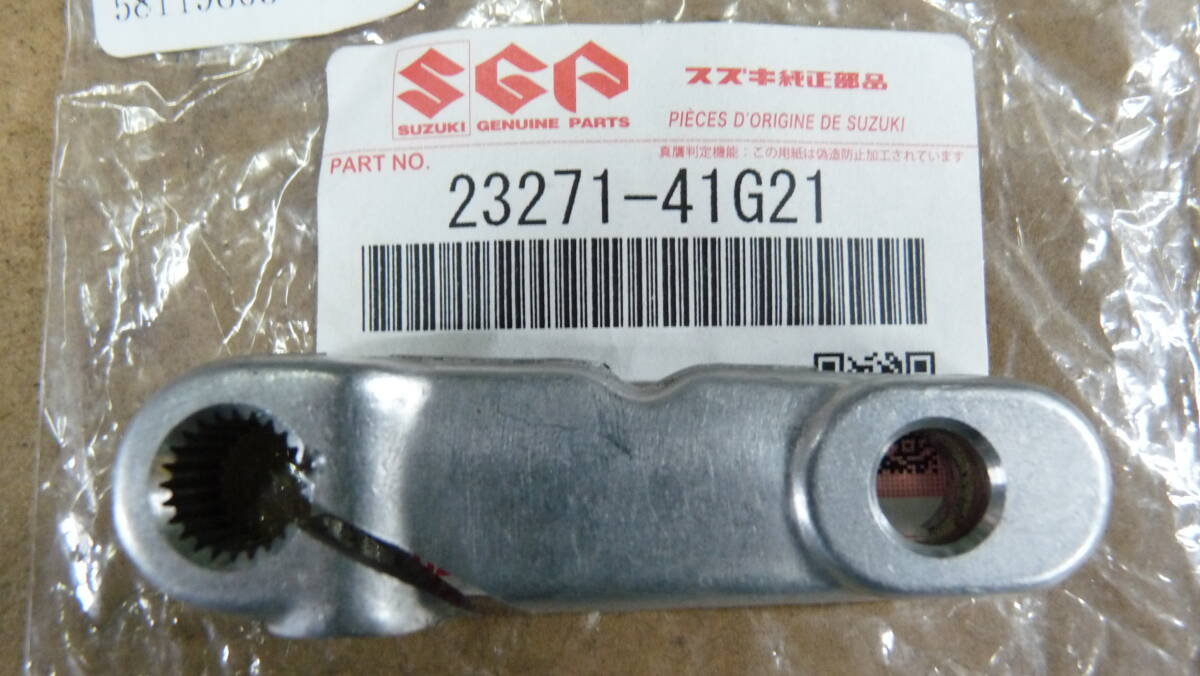 SUZUKI GENUINE PARTS
スズキ純正部品
PIÈCES D'ORIGINE DE SUZUKI
PART NO.
真贋判定機能:この用紙は偽造防止加工されています
23271-41G21